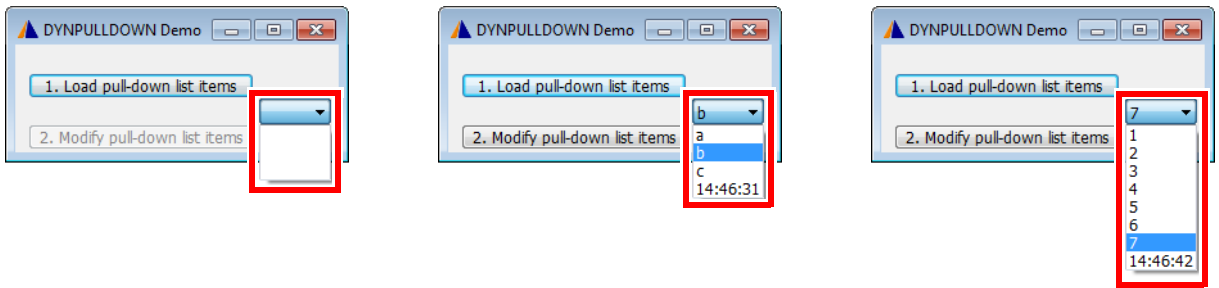 DYNPULLDOWN Demo
1. Load pull-down list items
2. Modify pull-down list items
DYNPULLDOWN Demo
1. Load pull-down list items
b
2. Modify pull-down list items
a
b
c
14:46:31
DYNPULLDOWN Demo
1. Load pull-down list items
7
2. Modify pull-down list items
1
2
3
4
5
6
7
14:46:42